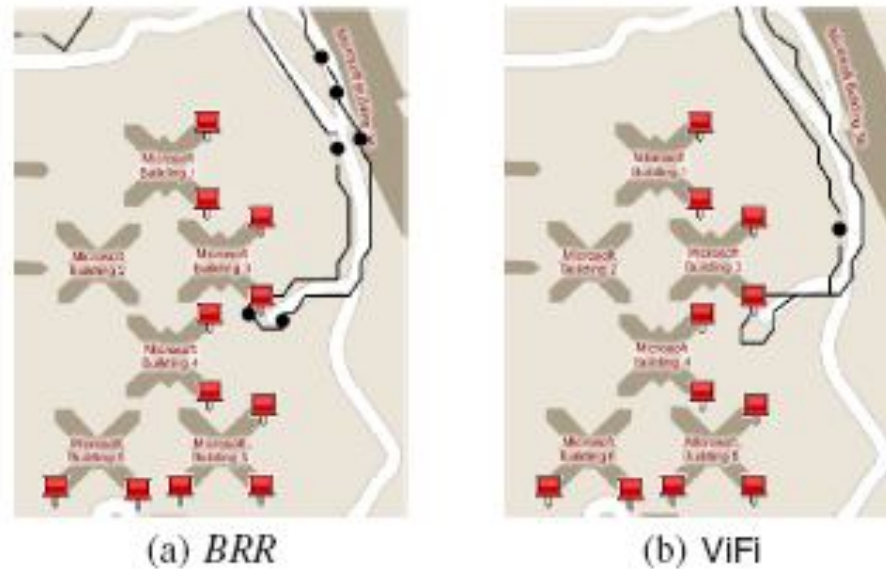 Microsoft
Building 1
Microsoft
Building 2
Microsoft
Building 3
Microsoft
Building 4
Microsoft
Building 6
Microsoft
Building 5
(a) BRR
Microsoft
Building 1
Microsoft
Building 2
Microsoft
Building 3
Microsoft
Building 4
Microsoft
Building 6
Microsoft
Building 5
(b) ViFi